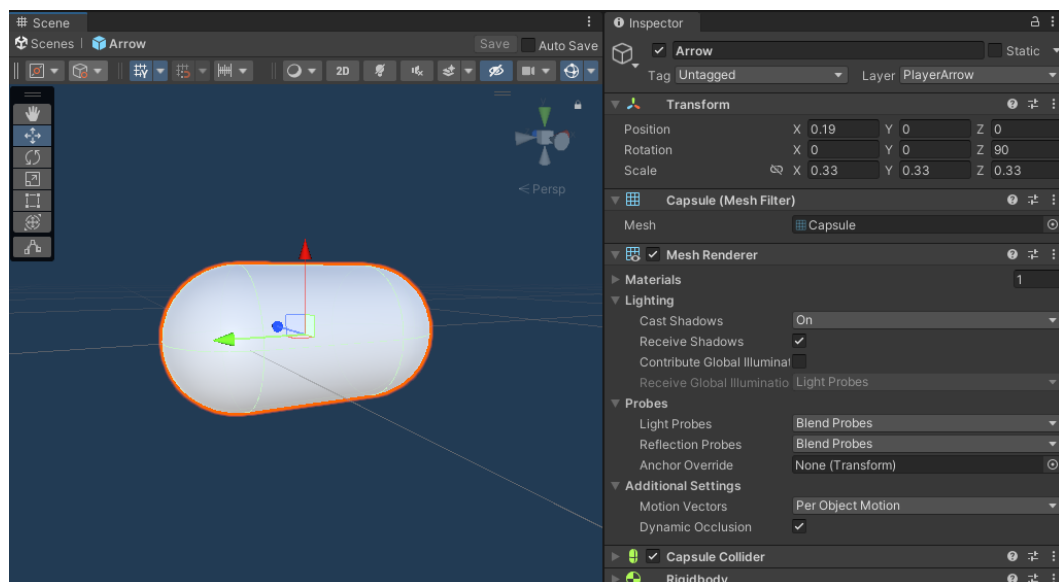 Scene
Scenes | Arrow Save Auto Save
2D
Persp
Inspector
Arrow Static
Tag Untagged Layer PlayerArrow
Transform
Position X 0.19 Y 0 Z 0
Rotation X 0 Y 0 Z 90
Scale X 0.33 Y 0.33 Z 0.33
Capsule (Mesh Filter)
Mesh Capsule
Mesh Renderer
Materials 1
Lighting
Cast Shadows On
Receive Shadows
Contribute Global Illuminat
Receive Global Illuminatio Light Probes
Probes
Light Probes Blend Probes
Reflection Probes Blend Probes
Anchor Override None (Transform)
Additional Settings
Motion Vectors Per Object Motion
Dynamic Occlusion
Capsule Collider
Rigidbody